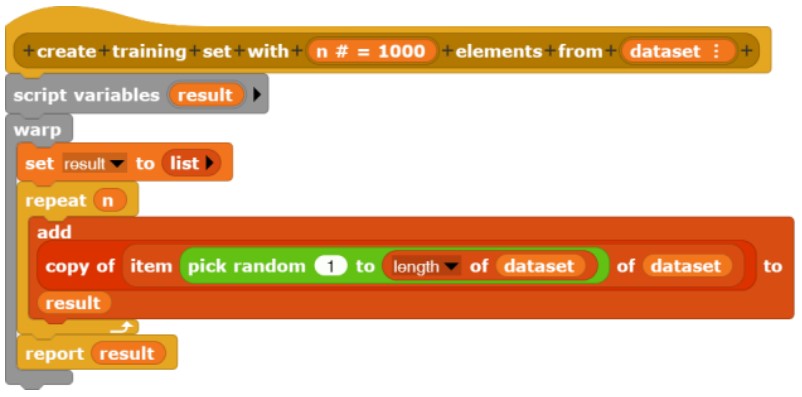 +create+training+set+with+ n # = 1000 +elements+from+ dataset ⋮ +
script variables result
warp
set result to list
repeat n
add
copy of item pick random 1 to length of dataset of dataset to
result
report result